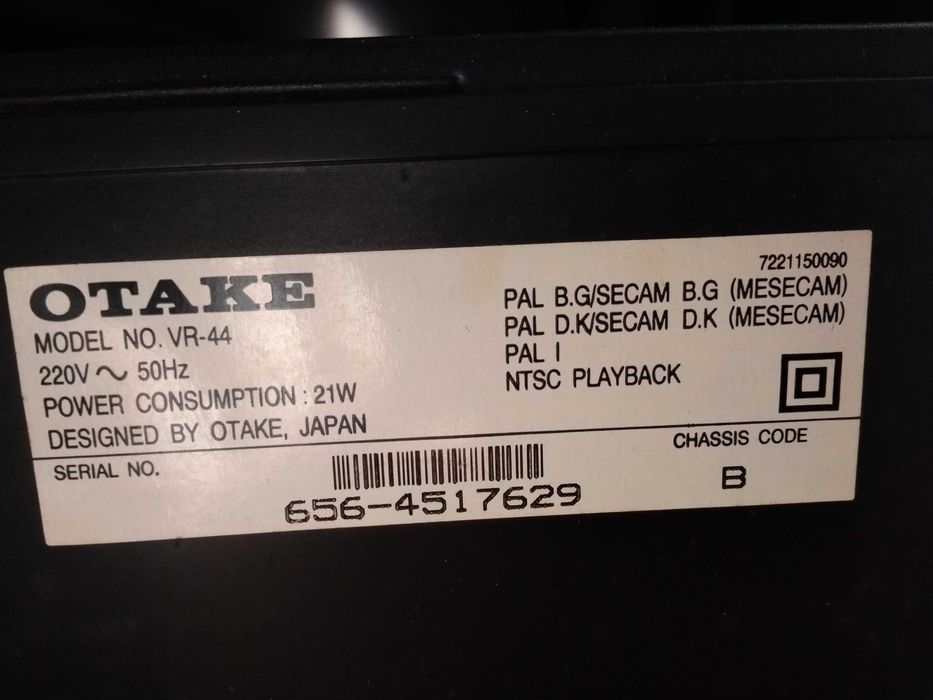 OTAKE
MODEL NO. VR-44
220V ~ 50Hz
POWER CONSUMPTION : 21W
DESIGNED BY OTAKE, JAPAN
7221150090
PAL B.G/SECAM B.G (MESECAM)
PAL D.K/SECAM D.K (MESECAM)
PAL I
NTSC PLAYBACK
SERIAL NO.
656-4517629
CHASSIS CODE
B